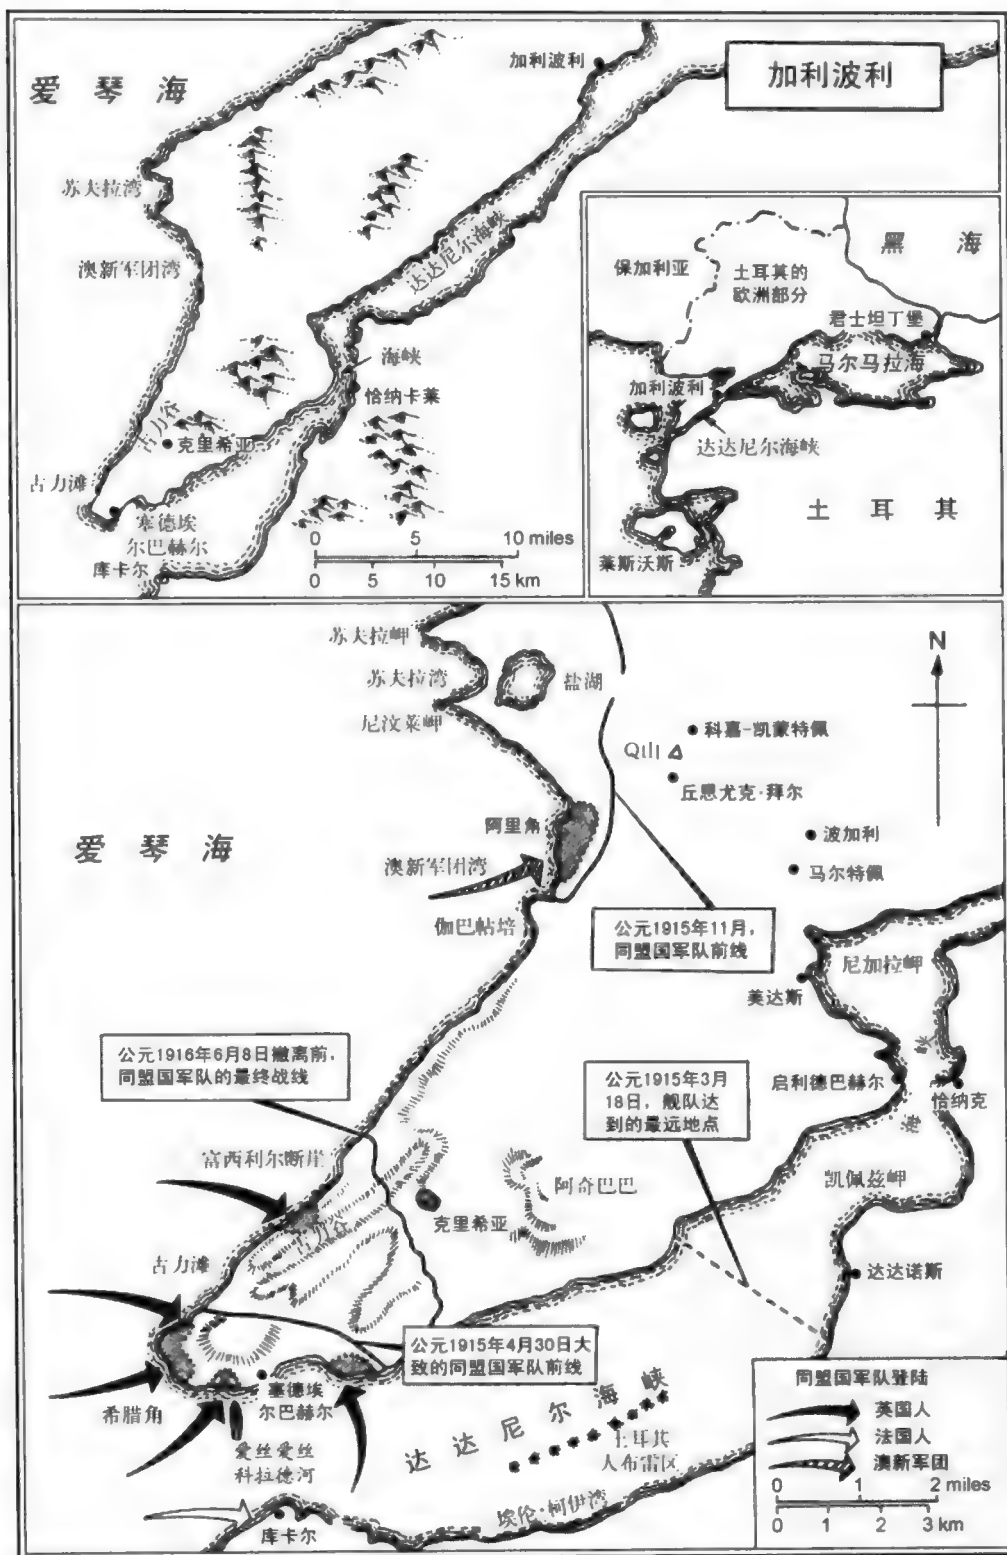 加利波利
爱琴海
加利波利
苏夫拉湾
澳新军团湾
达达尼尔海峡
海峡
恰纳卡莱
古力谷
克里希亚
古力滩
塞德埃
尔巴赫尔
库卡尔
0 5 10 miles
0 5 10 15 km
黑海
保加利亚
土耳其的
欧洲部分
君士坦丁堡
马尔马拉海
加利波利
达达尼尔海峡
土耳其
莱斯沃斯
苏夫拉岬
苏夫拉湾
盐湖
尼汶莱岬
N
科嘉-凯蒙特佩
丘恩尤克·拜尔
阿里角
波加利
爱琴海
澳新军团湾
马尔特佩
伽巴帖培
公元1915年11月,
同盟国军队前线
尼加拉岬
美达斯
公元1916年6月8日撤离前,
同盟国军队的最终战线
公元1915年3月
18日,舰队达
到的最远地点
启利德巴赫尔
海峡
恰纳克
富西利尔断崖
阿奇巴巴
凯佩兹岬
克里希亚
古力谷
古力滩
达达诺斯
公元1915年4月30日大
致的同盟国军队前线
塞德埃
尔巴赫尔
希腊角
爱丝爱丝
科拉德河
达达尼尔海峡
土耳其
人布雷区
埃伦·柯伊湾
库卡尔
同盟国军队登陆
英国人
法国人
澳新军团
0 1 2 miles
0 1 2 3 km